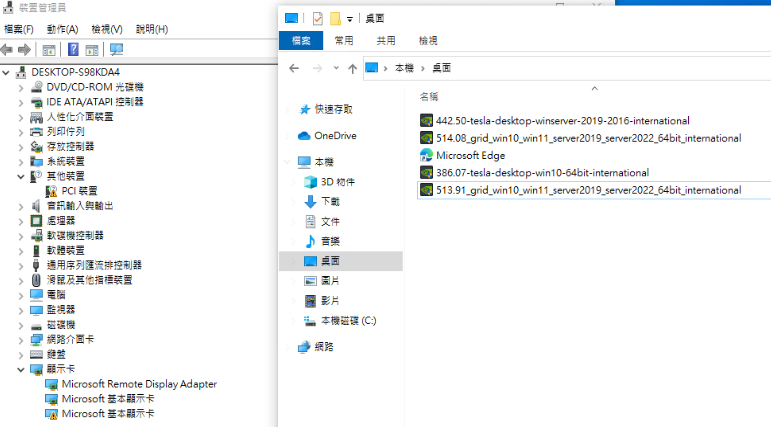 裝置管理員
檔案(F) 動作(A) 檢視(V) 說明(H)
DESKTOP-S98KDA4
DVD/CD-ROM 光碟機
IDE ATA/ATAPI 控制器
人性化介面裝置
列印佇列
存放控制器
系統裝置
其他裝置
PCI 裝置
音訊輸入與輸出
處理器
軟碟機控制器
軟體裝置
通用序列匯流排控制器
滑鼠及其他指標裝置
電腦
監視器
磁碟機
網路介面卡
鍵盤
顯示卡
Microsoft Remote Display Adapter
Microsoft 基本顯示卡
Microsoft 基本顯示卡
桌面
檔案 常用 共用 檢視
本機 桌面
快速存取
OneDrive
本機
3D 物件
下載
文件
音樂
桌面
圖片
影片
本機磁碟 (C:)
網路
名稱
442.50-tesla-desktop-winserver-2019-2016-international
514.08_grid_win10_win11_server2019_server2022_64bit_international
Microsoft Edge
386.07-tesla-desktop-win10-64bit-international
513.91_grid_win10_win11_server2019_server2022_64bit_international